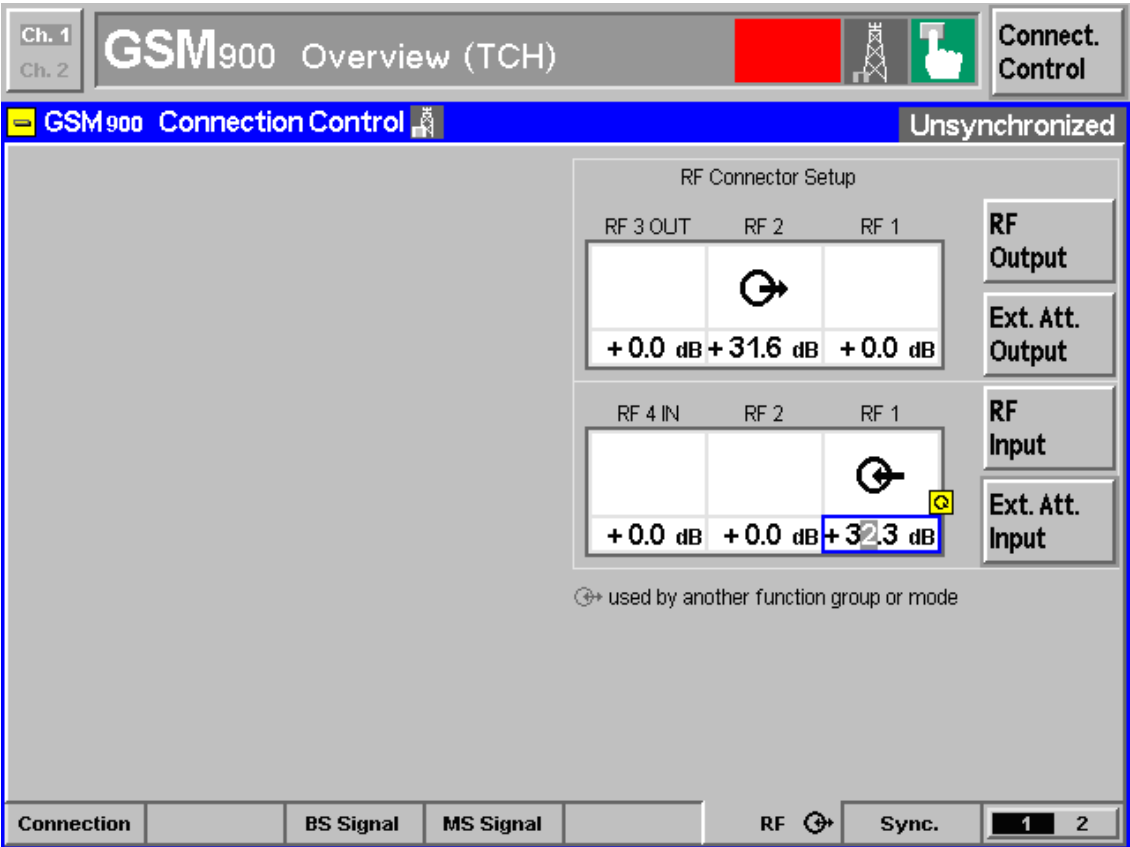 Ch. 1
Ch. 2
GSM900 Overview (TCH)
Connect.
Control
GSM 900 Connection Control
Unsynchronized
RF Connector Setup
RF 3 OUT RF 2 RF 1
+ 0.0 dB + 31.6 dB + 0.0 dB
RF
Output
Ext. Att.
Output
RF 4 IN RF 2 RF 1
+ 0.0 dB + 0.0 dB + 32.3 dB
RF
Input
Ext. Att.
Input
used by another function group or mode
Connection BS Signal MS Signal RF Sync. 1 2